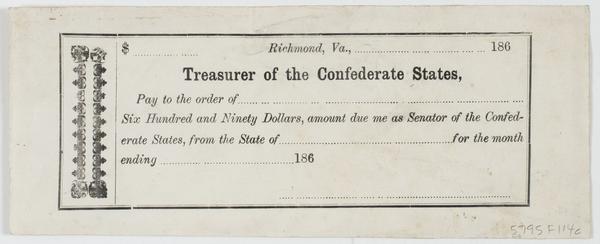 $ .................. Richmond, Va., ........................................ 186
Treasurer of the Confederate States,
Pay to the order of................................................................................
Six Hundred and Ninety Dollars, amount due me as Senator of the Confed-
erate States, from the State of..................................................for the month
ending ........................................186
5795 F114c